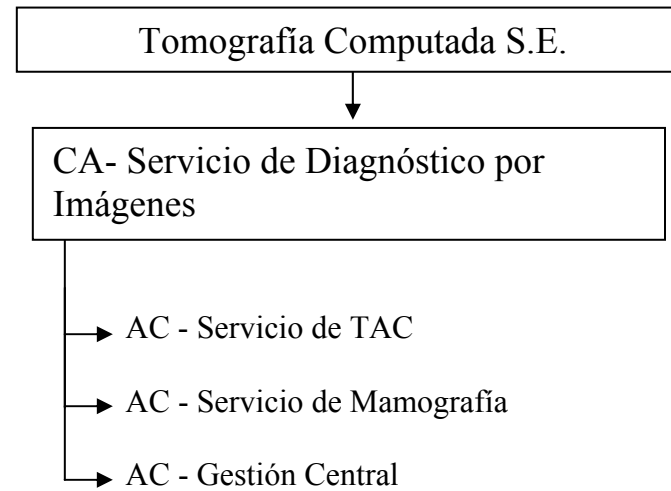 Tomografía Computada S.E.
CA- Servicio de Diagnóstico por
Imágenes
AC - Servicio de TAC
AC - Servicio de Mamografía
AC - Gestión Central